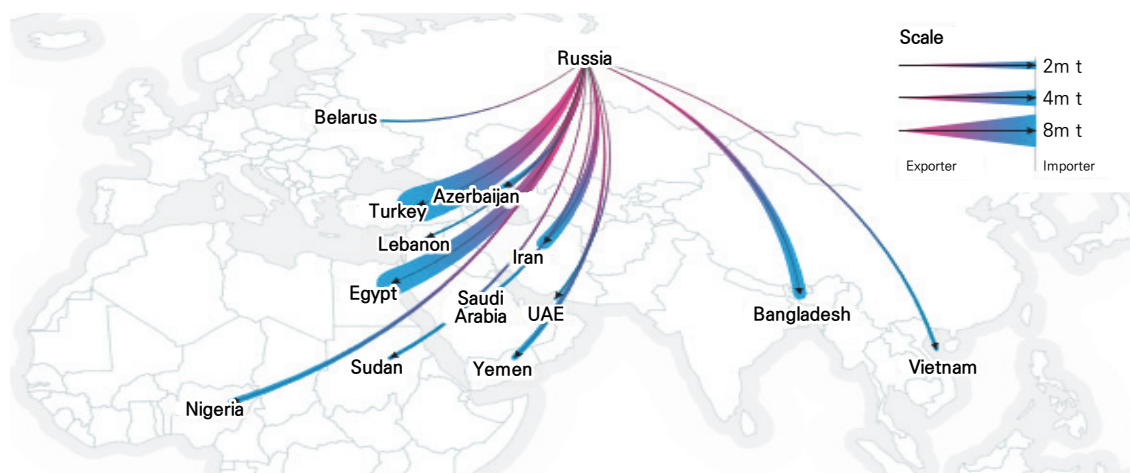 Russia
Scale
2m t
4m t
8m t
Exporter
Importer
Belarus
Azerbaijan
Turkey
Lebanon
Iran
Egypt
Saudi
Arabia
UAE
Bangladesh
Sudan
Yemen
Vietnam
Nigeria